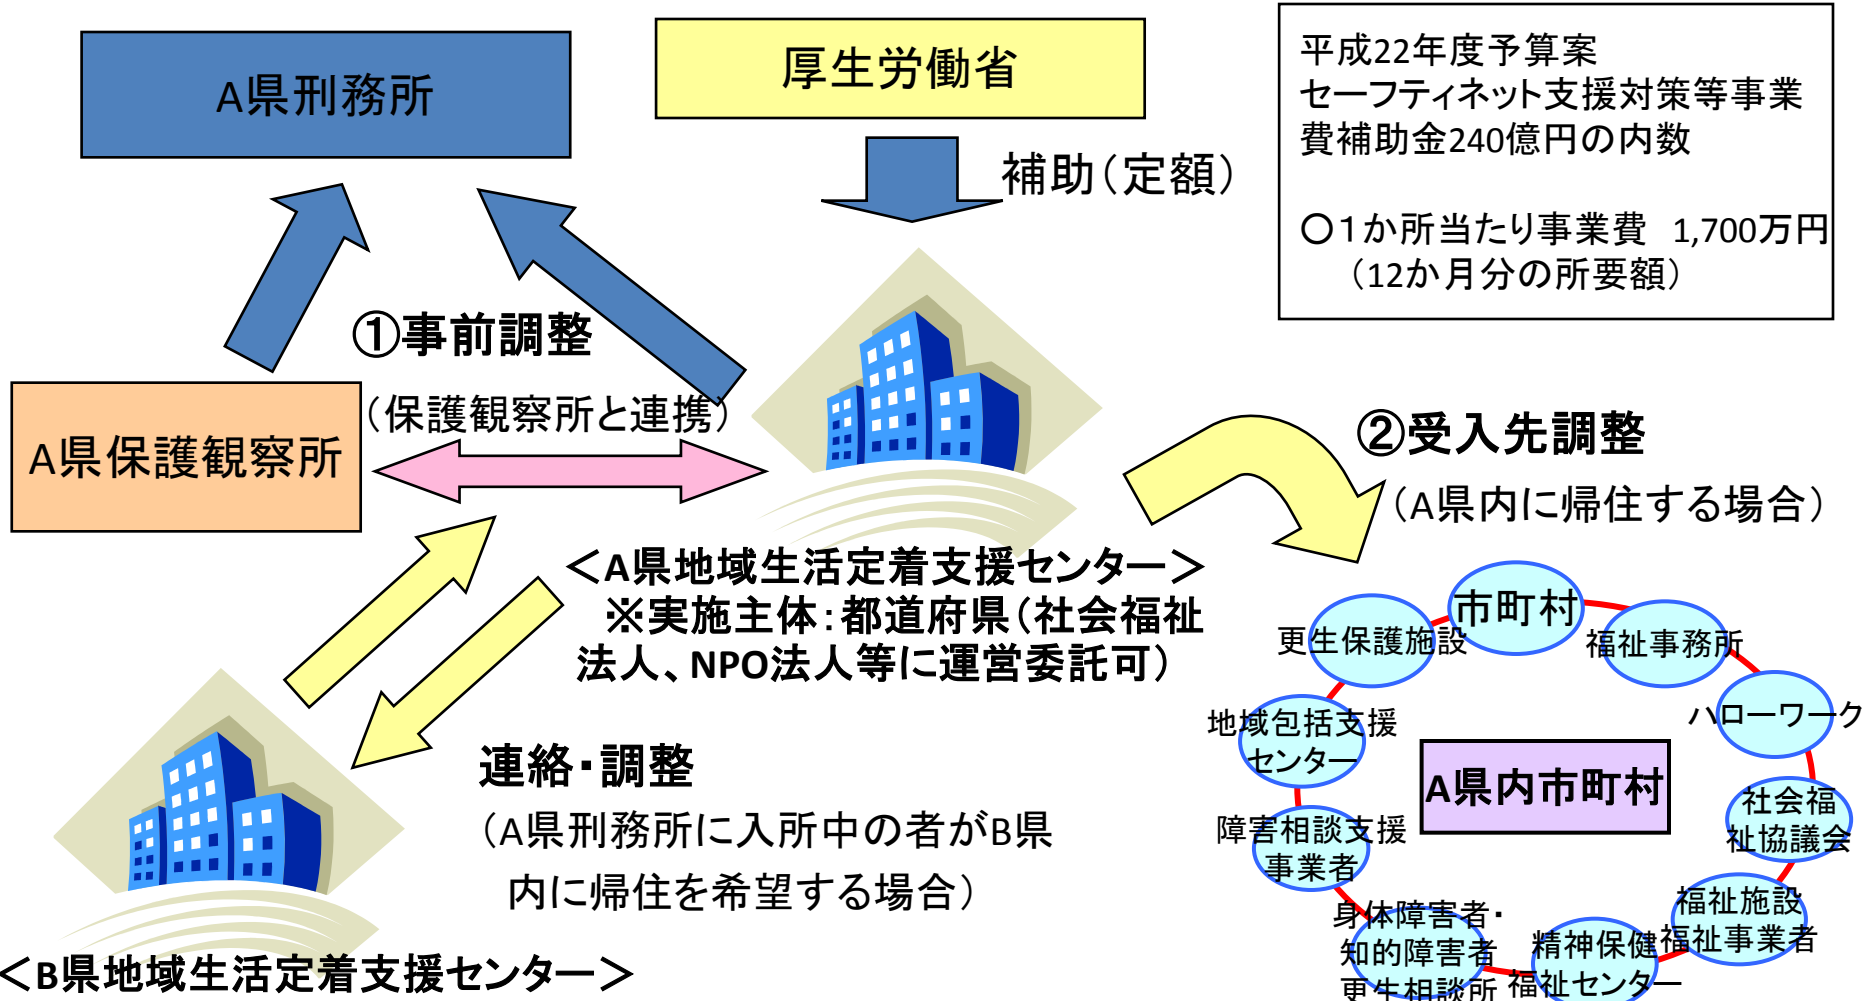 A県刑務所
厚生労働省
平成22年度予算案
セーフティネット支援対策等事業
費補助金240億円の内数
○１か所当たり事業費　1,700万円
（12か月分の所要額）
補助（定額）
①事前調整
（保護観察所と連携）
A県保護観察所
②受入先調整
（A県内に帰住する場合）
＜A県地域生活定着支援センター＞
※実施主体：都道府県（社会福祉
法人、NPO法人等に運営委託可）
連絡・調整
（A県刑務所に入所中の者がB県
内に帰住を希望する場合）
＜B県地域生活定着支援センター＞
市町村
更生保護施設
福祉事務所
地域包括支援
センター
ハローワーク
A県内市町村
障害相談支援
事業者
社会福
祉協議会
身体障害者・
知的障害者
更生相談所
精神保健
福祉センター
福祉施設
福祉事業者